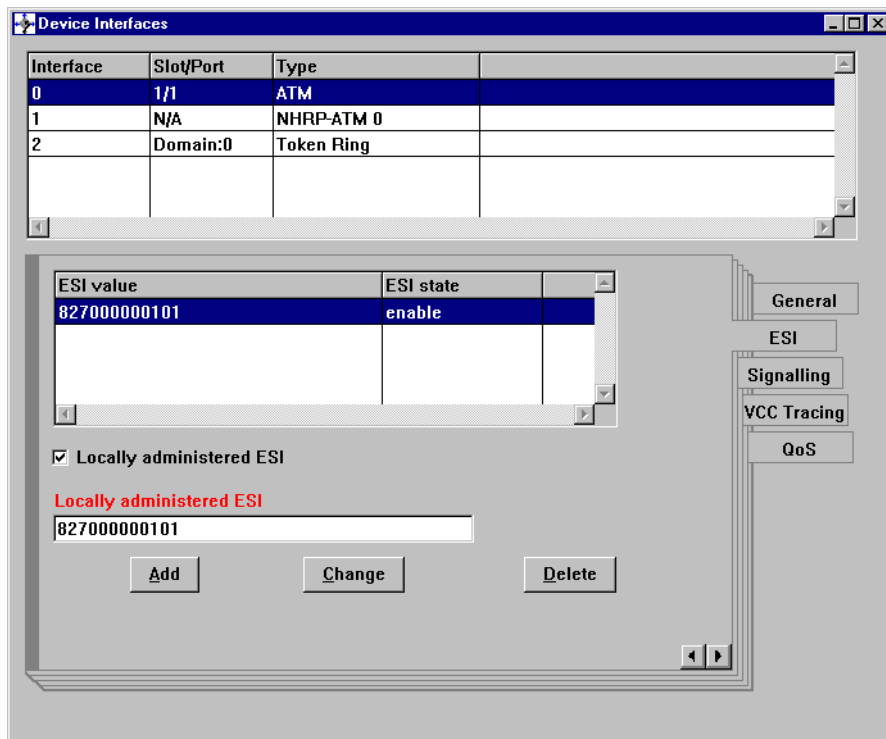 Device Interfaces
Interface Slot/Port Type
0 1/1 ATM
1 N/A NHRP-ATM 0
2 Domain:0 Token Ring
ESI value ESI state
827000000101 enable
General
ESI
Signalling
VCC Tracing
QoS
Locally administered ESI
Locally administered ESI
827000000101
Add Change Delete